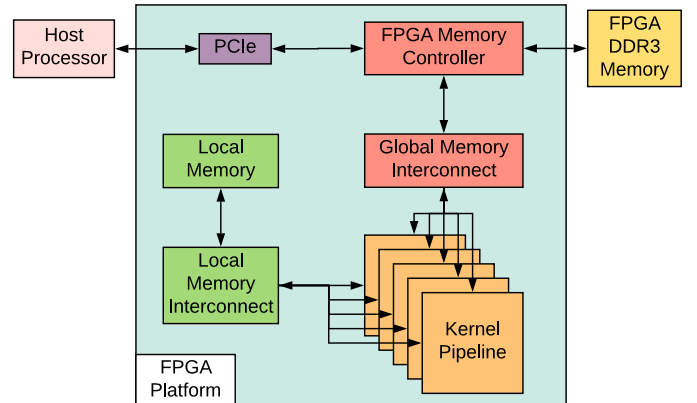 Host
Processor
PCIe
FPGA Memory
Controller
FPGA
DDR3
Memory
Local
Memory
Global Memory
Interconnect
Local
Memory
Interconnect
Kernel
Pipeline
FPGA
Platform